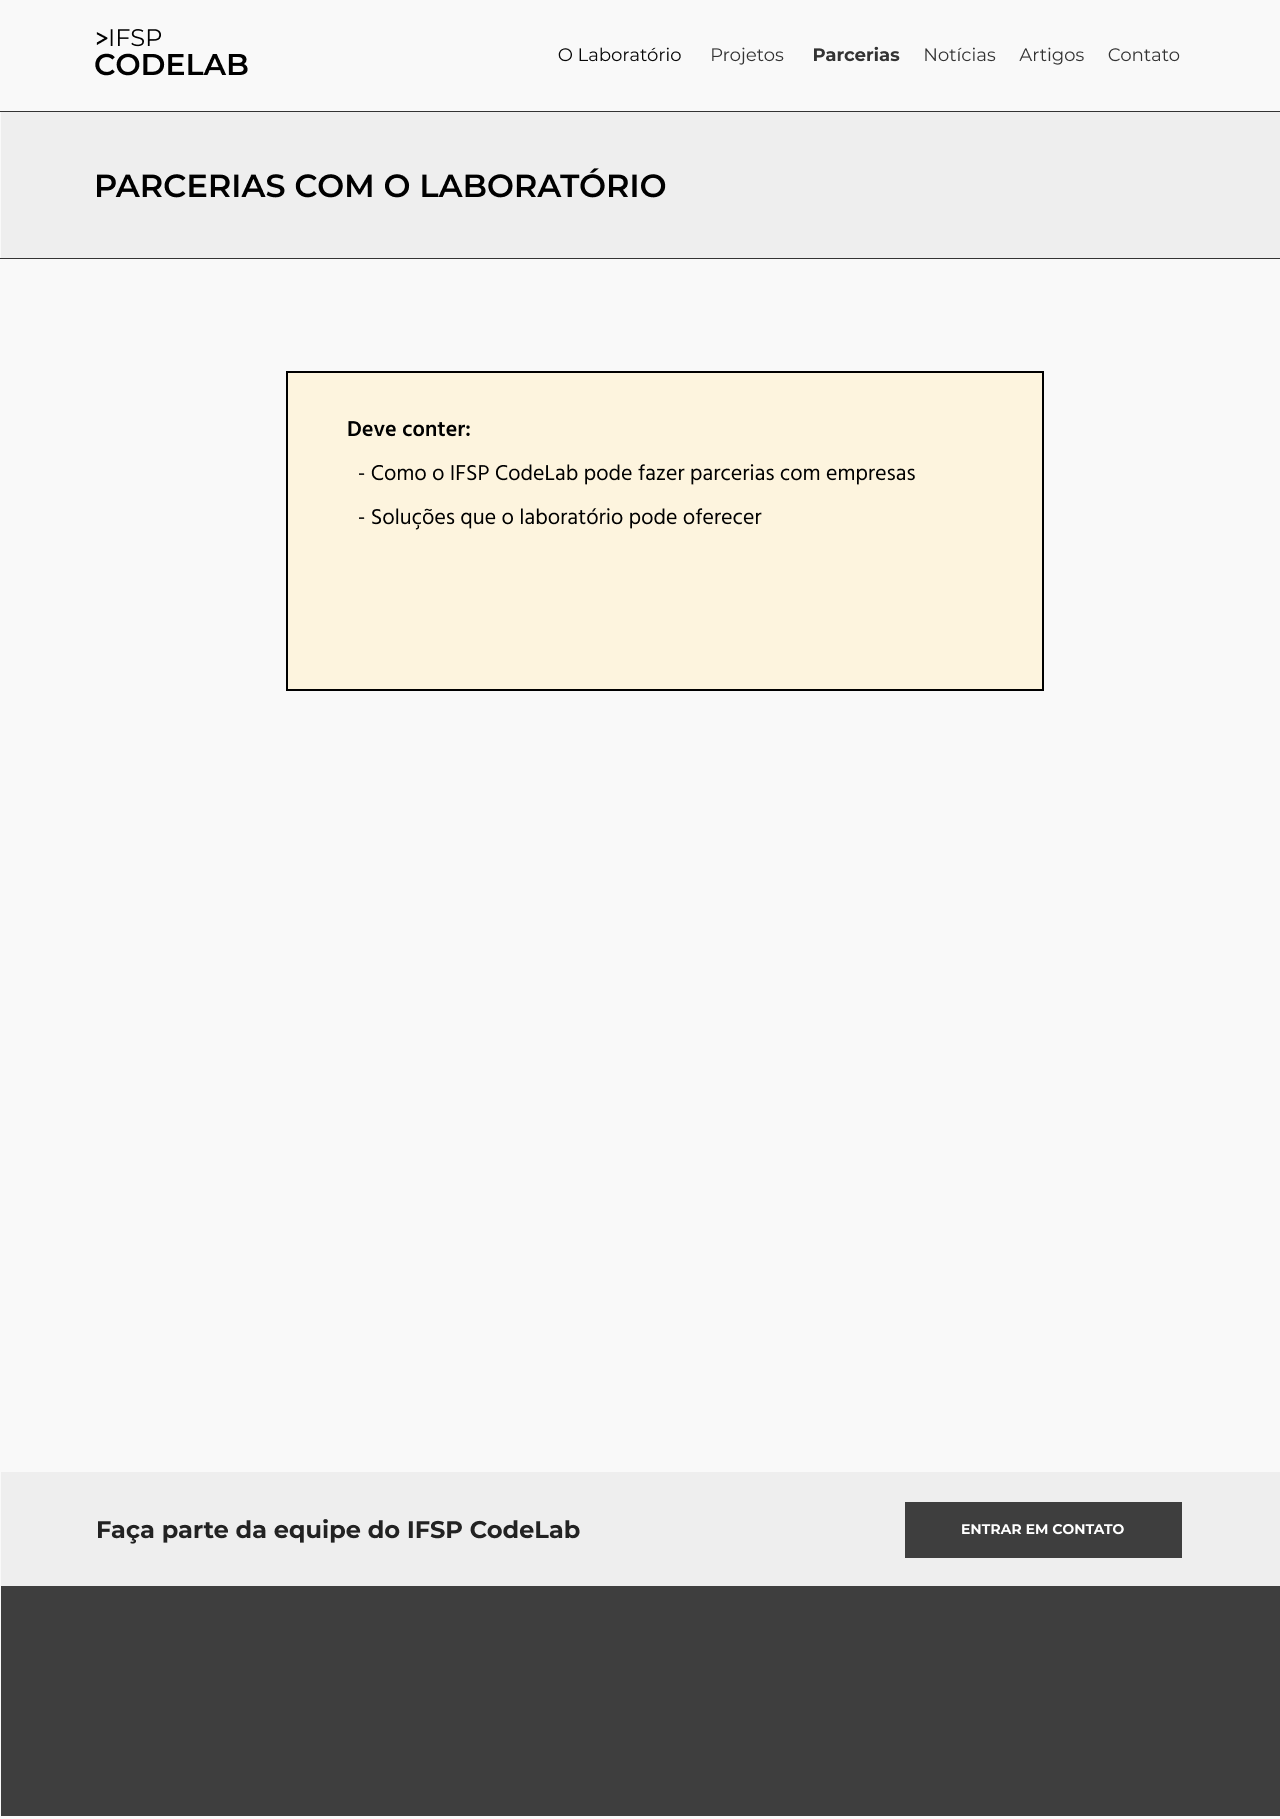 >IFSP
CODELAB
O Laboratório Projetos Parcerias Notícias Artigos Contato
PARCERIAS COM O LABORATÓRIO
Deve conter:
- Como o IFSP CodeLab pode fazer parcerias com empresas
- Soluções que o laboratório pode oferecer
Faça parte da equipe do IFSP CodeLab
ENTRAR EM CONTATO